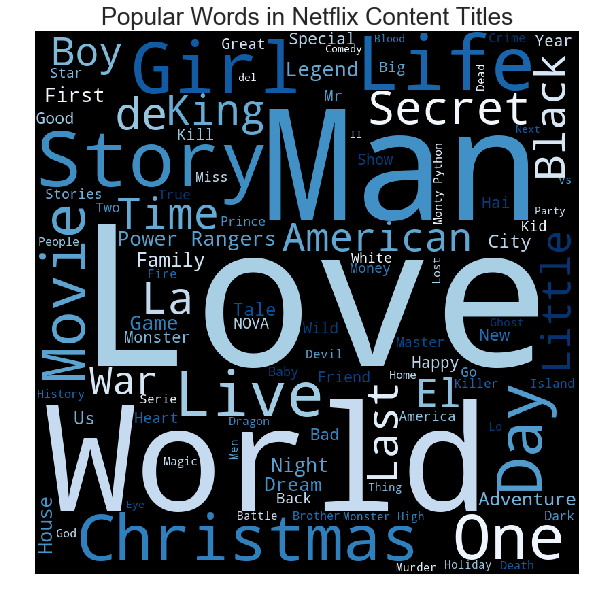 Popular Words in Netflix Content Titles
Boy
Girl
Life
Great
Special
Comedy
Blood
Crime
Year
Star
del
Legend
Big
Dead
First
de
King
Mr
Secret
Black
Good
Kill
II
Next
Story
Man
Show
Monty Python
Vs
Stories
Miss
True
Hai
Kid
Party
Two
Time
Prince
American
City
People
Power Rangers
Movie
Family
White
Lost
Little
Fire
Money
Love
La
Tale
Wild
Ghost
Game
NOVA
Master
New
Monster
Devil
Happy
War
Baby
Friend
Home
Go
History
Serie
Live
Last
El
Killer
Island
Us
Heart
Dragon
America
Day
Lo
World
Men
Bad
Magic
Night
Thing
Dream
House
Eye
Back
Adventure
God
Battle
Brother
Monster High
Dark
Christmas
One
Murder
Holiday
Death